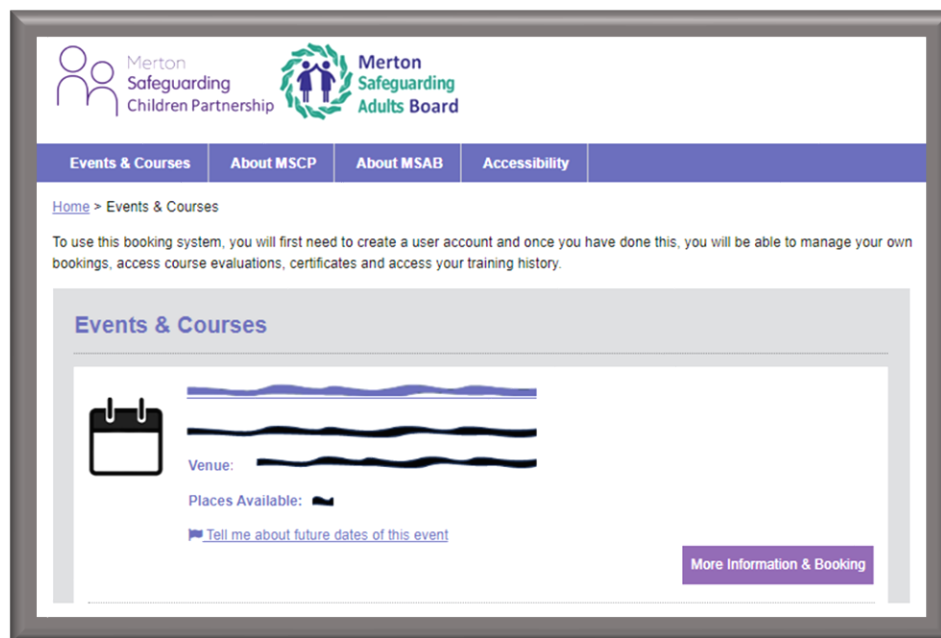 Merton
Safeguarding
Children Partnership
Merton
Safeguarding
Adults Board
Events & Courses About MSCP About MSAB Accessibility
Home > Events & Courses
To use this booking system, you will first need to create a user account and once you have done this, you will be able to manage your own
bookings, access course evaluations, certificates and access your training history.
Events & Courses
Venue:
Places Available:
Tell me about future dates of this event
More Information & Booking